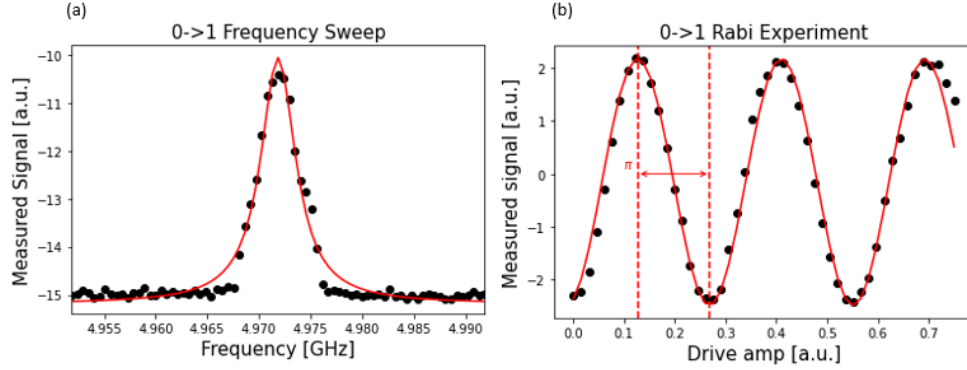 (a)
0->1 Frequency Sweep
Measured Signal [a.u.]
−10
−11
−12
−13
−14
−15
4.955 4.960 4.965 4.970 4.975 4.980 4.985 4.990
Frequency [GHz]
(b)
0->1 Rabi Experiment
Measured signal [a.u.]
2
1
0
−1
−2
π
0.0 0.1 0.2 0.3 0.4 0.5 0.6 0.7
Drive amp [a.u.]